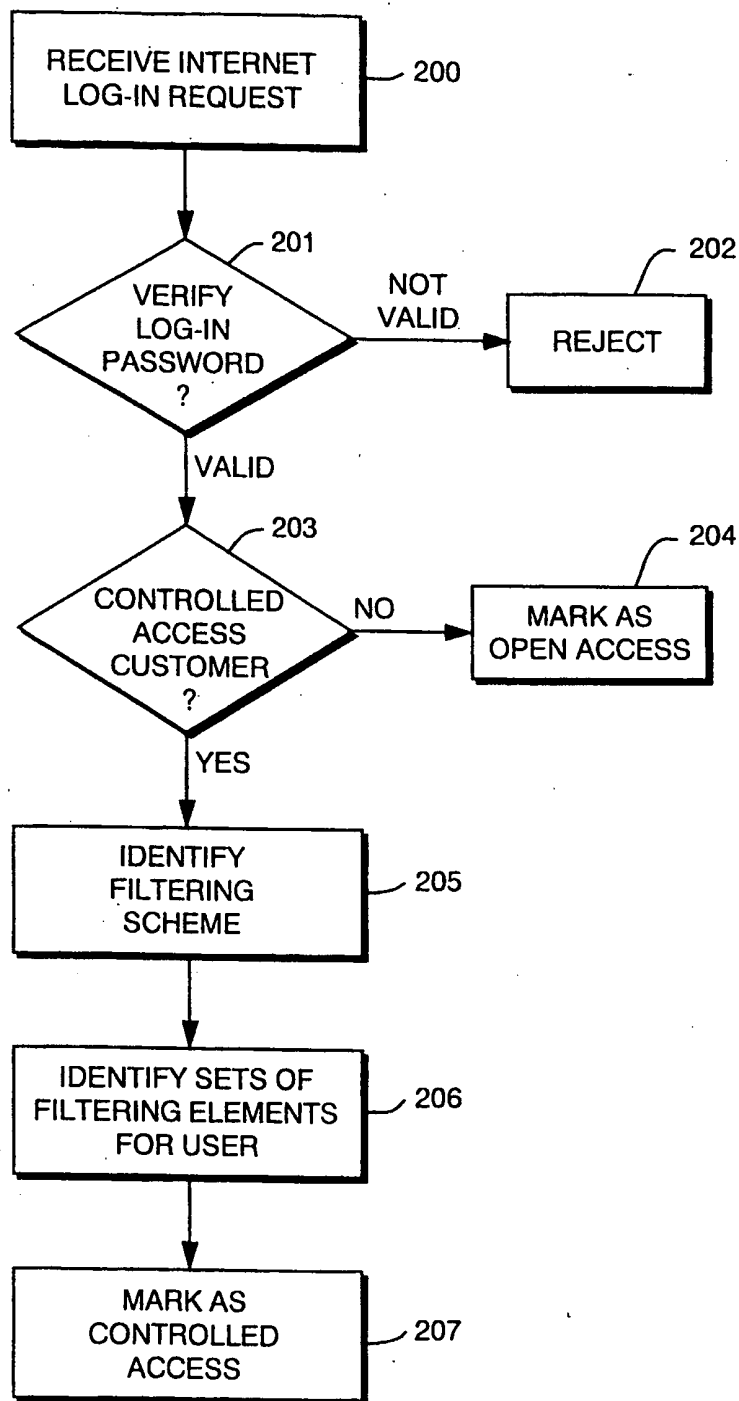 RECEIVE INTERNET
LOG-IN REQUEST
200
201
VERIFY
LOG-IN
PASSWORD
?
NOT
VALID
202
REJECT
VALID
203
CONTROLLED
ACCESS
CUSTOMER
?
NO
204
MARK AS
OPEN ACCESS
YES
IDENTIFY
FILTERING
SCHEME
205
IDENTIFY SETS OF
FILTERING ELEMENTS
FOR USER
206
MARK AS
CONTROLLED
ACCESS
207